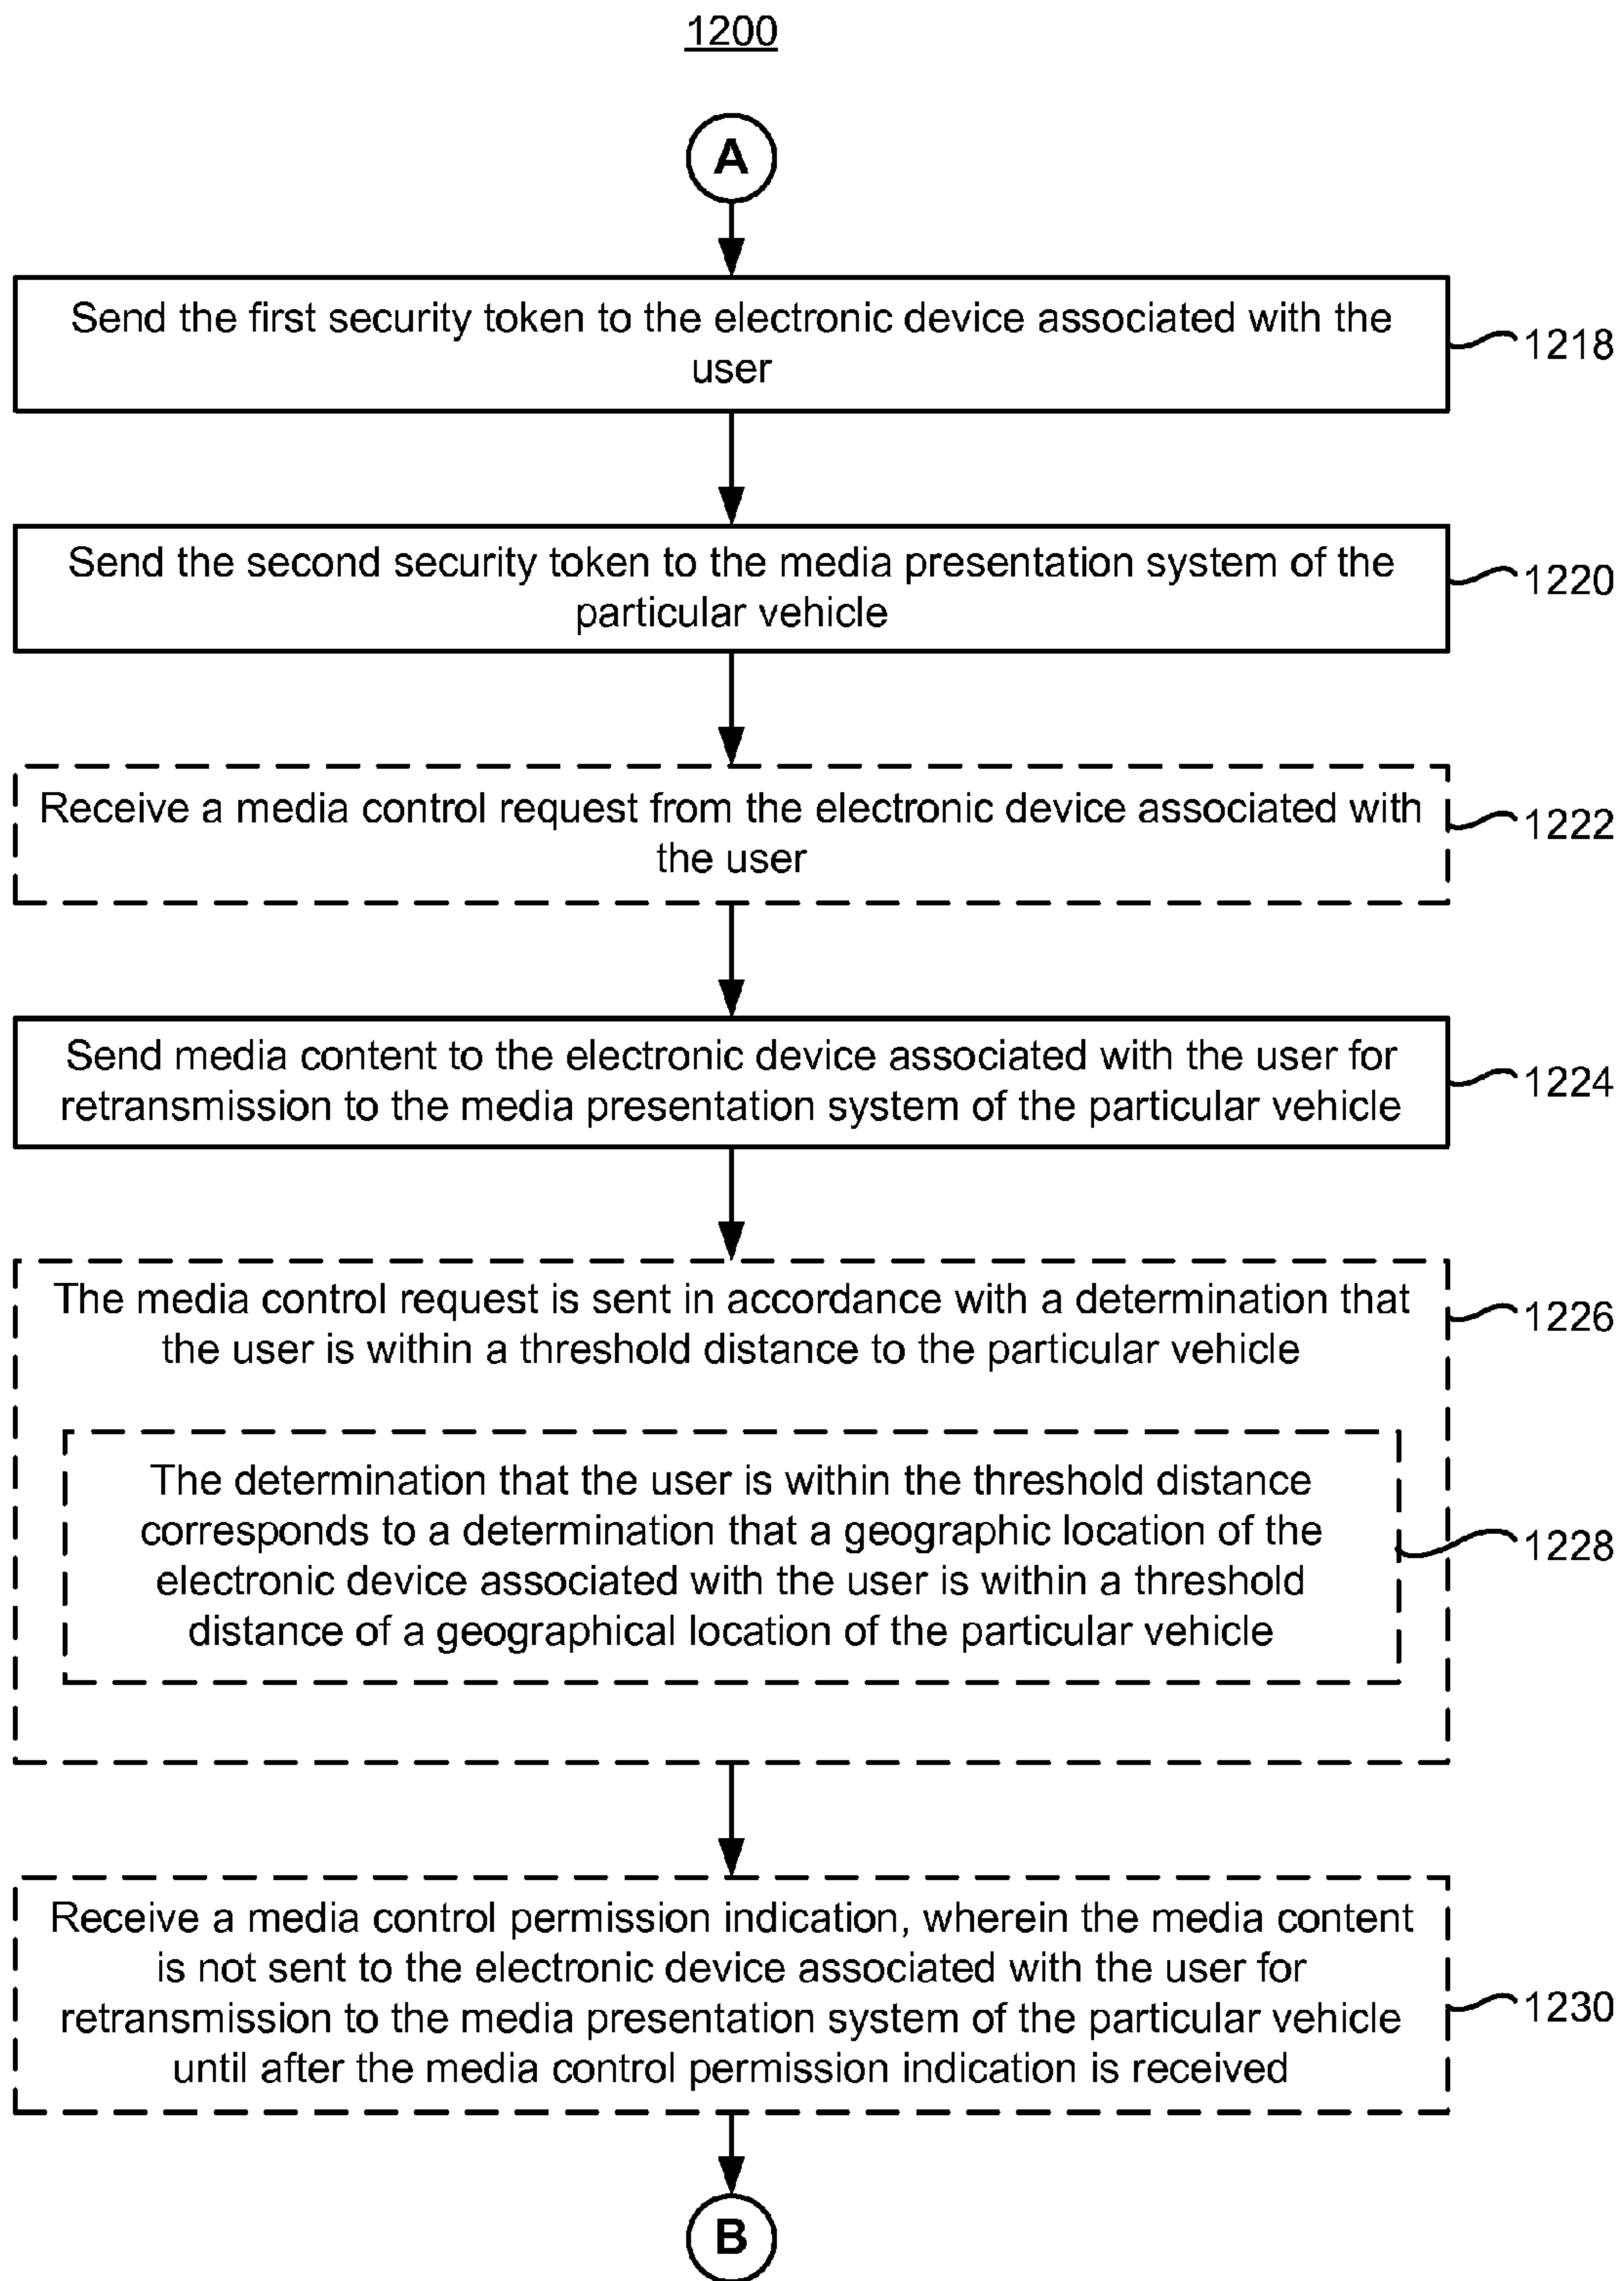 1200
A
Send the first security token to the electronic device associated with the
user
1218
Send the second security token to the media presentation system of the
particular vehicle
1220
Receive a media control request from the electronic device associated with
the user
1222
Send media content to the electronic device associated with the user for
retransmission to the media presentation system of the particular vehicle
1224
The media control request is sent in accordance with a determination that
the user is within a threshold distance to the particular vehicle
1226
The determination that the user is within the threshold distance
corresponds to a determination that a geographic location of the
electronic device associated with the user is within a threshold
distance of a geographical location of the particular vehicle
1228
Receive a media control permission indication, wherein the media content
is not sent to the electronic device associated with the user for
retransmission to the media presentation system of the particular vehicle
until after the media control permission indication is received
1230
B